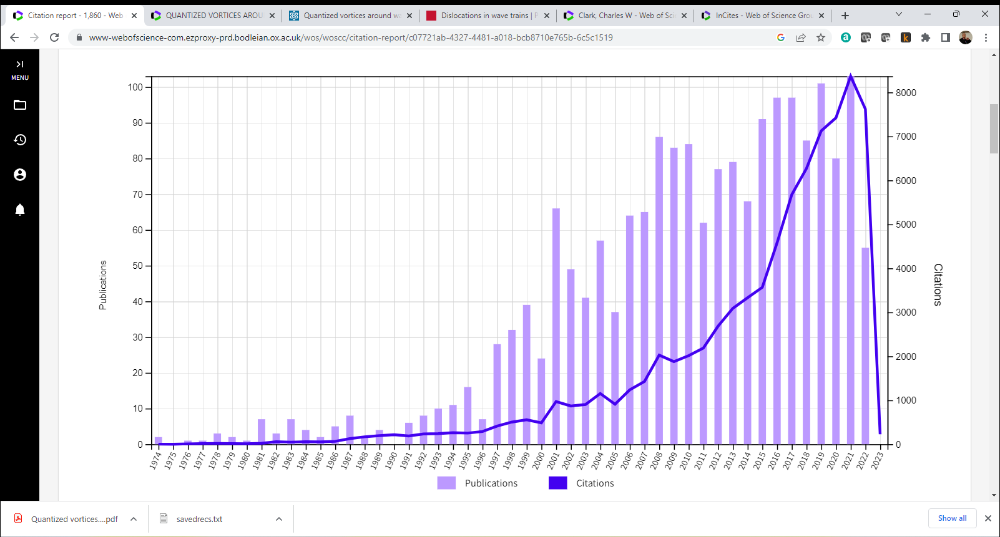 Citation report - 1,860 - Web
QUANTIZED VORTICES AROU
Quantized vortices around wa
Dislocations in wave trains | P
Clark, Charles W - Web of Scie
InCites - Web of Science Grou
www-webofscience-com.ezproxy-prd.bodleian.ox.ac.uk/wos/woscc/citation-report/c07721ab-4327-4481-a018-bcb8710e765b-6c5c1519
MENU
100
90
80
70
60
50
40
30
20
10
0
Publications
8000
7000
6000
5000
4000
3000
2000
1000
0
Citations
1974 1975 1976 1977 1978 1979 1980 1981 1982 1983 1984 1985 1986 1987 1988 1989 1990 1991 1992 1993 1994 1995 1996 1997 1998 1999 2000 2001 2002 2003 2004 2005 2006 2007 2008 2009 2010 2011 2012 2013 2014 2015 2016 2017 2018 2019 2020 2021 2022 2023
Publications Citations
Quantized vortices....pdf
savedrecs.txt
Show all